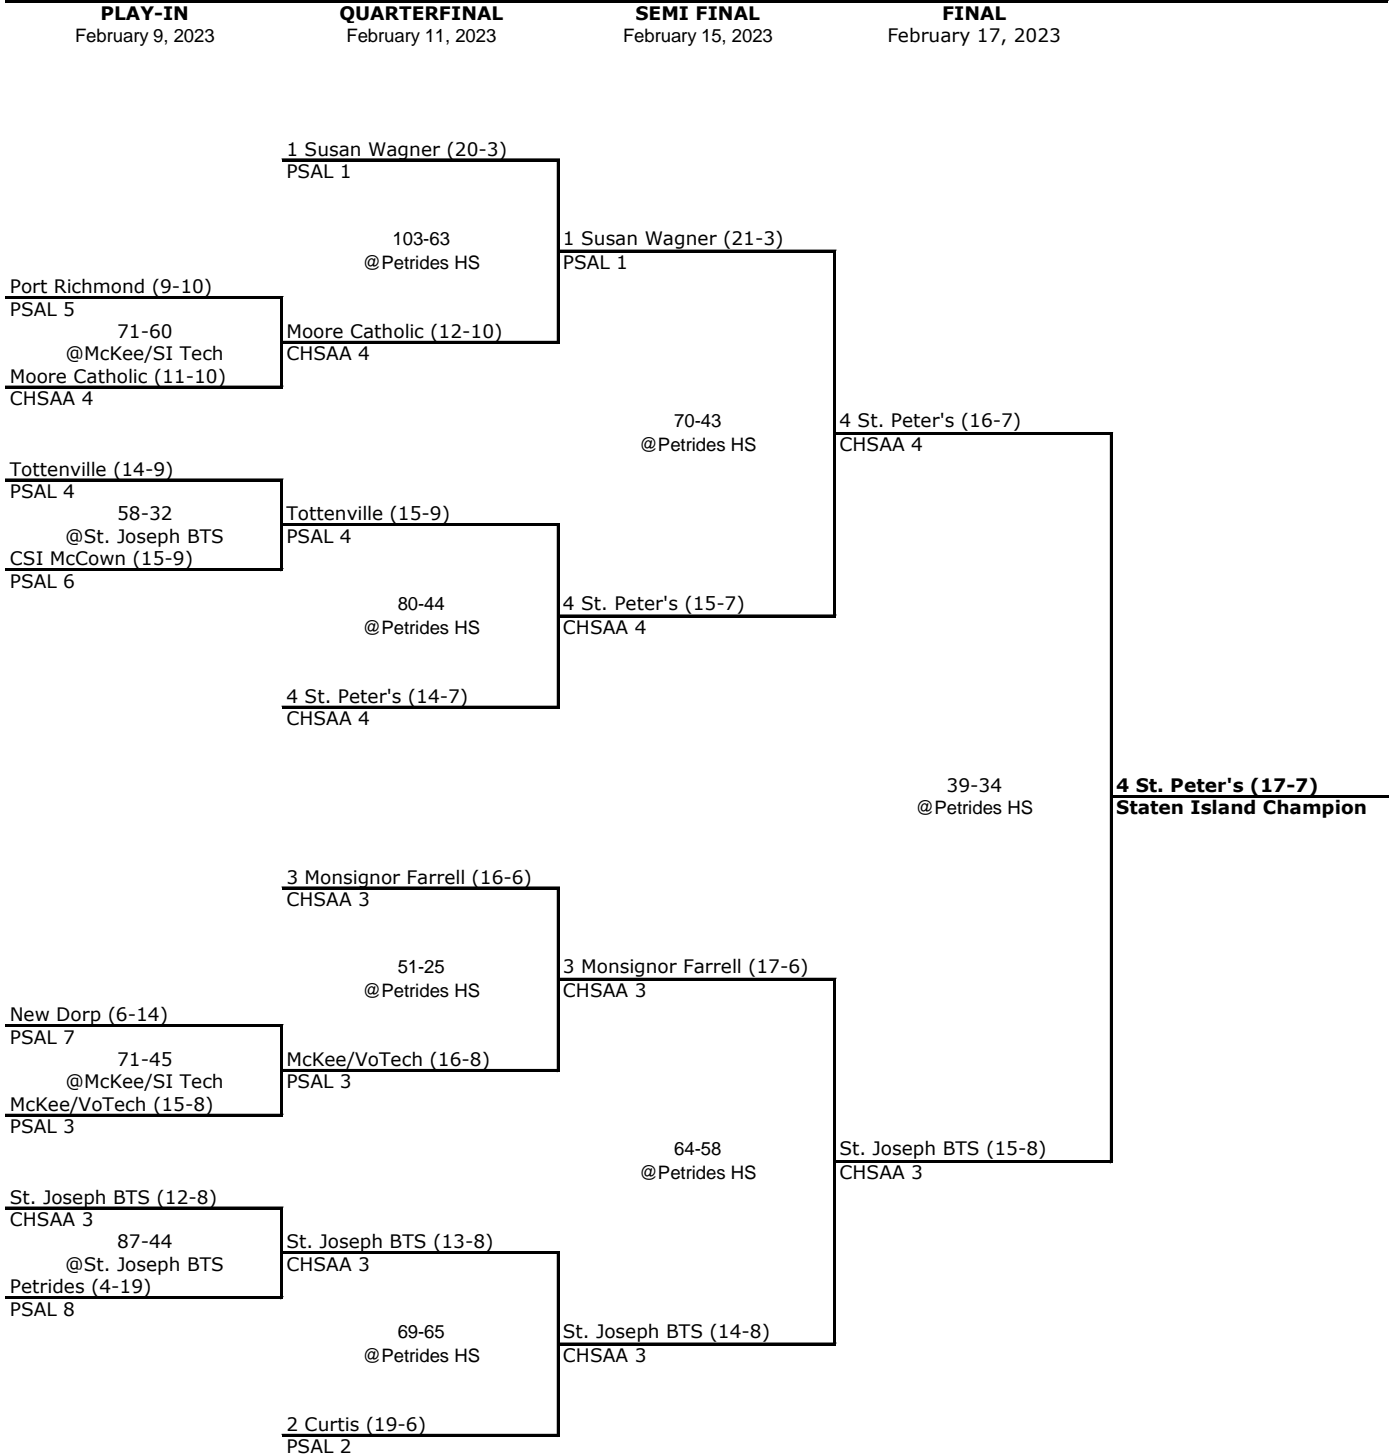 PLAY-IN QUARTERFINAL SEMI FINAL FINAL
February 9, 2023 February 11, 2023 February 15, 2023 February 17, 2023
1 Susan Wagner (20-3)
PSAL 1
103-63 1 Susan Wagner (21-3)
@Petrides HS PSAL 1
Port Richmond (9-10)
PSAL 5
71-60 Moore Catholic (12-10)
@McKee/SI Tech CHSAA 4
Moore Catholic (11-10)
CHSAA 4
70-43 4 St. Peter's (16-7)
@Petrides HS CHSAA 4
Tottenville (14-9)
PSAL 4
58-32 Tottenville (15-9)
@St. Joseph BTS PSAL 4
CSI McCown (15-9)
PSAL 6
80-44 4 St. Peter's (15-7)
@Petrides HS CHSAA 4
4 St. Peter's (14-7)
CHSAA 4
39-34 4 St. Peter's (17-7)
@Petrides HS Staten Island Champion
3 Monsignor Farrell (16-6)
CHSAA 3
51-25 3 Monsignor Farrell (17-6)
@Petrides HS CHSAA 3
New Dorp (6-14)
PSAL 7
71-45 McKee/VoTech (16-8)
@McKee/SI Tech PSAL 3
McKee/VoTech (15-8)
PSAL 3
64-58 St. Joseph BTS (15-8)
@Petrides HS CHSAA 3
St. Joseph BTS (12-8)
CHSAA 3
87-44 St. Joseph BTS (13-8)
@St. Joseph BTS CHSAA 3
Petrides (4-19)
PSAL 8
69-65 St. Joseph BTS (14-8)
@Petrides HS CHSAA 3
2 Curtis (19-6)
PSAL 2